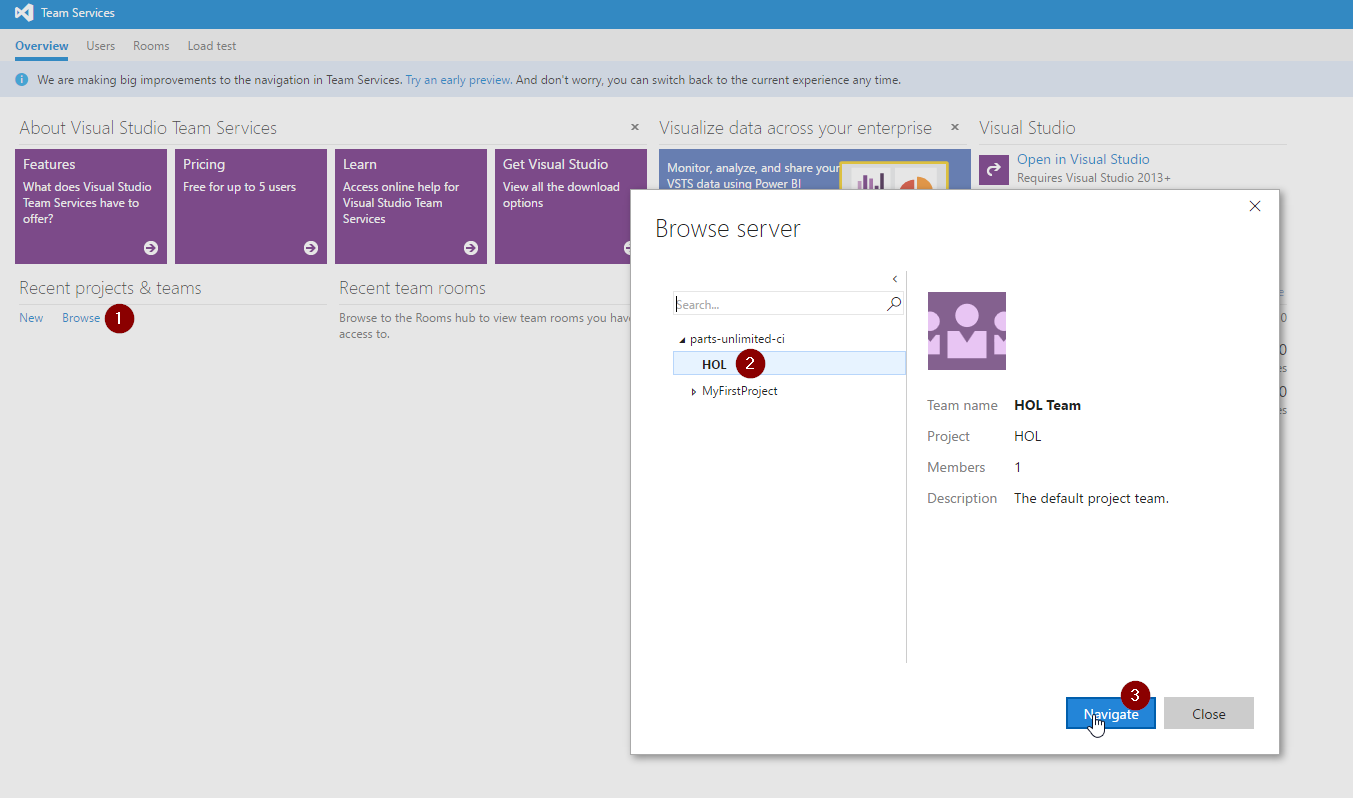 Team Services
Overview Users Rooms Load test
We are making big improvements to the navigation in Team Services. Try an early preview. And don't worry, you can switch back to the current experience any time.
About Visual Studio Team Services
Features
What does Visual Studio
Team Services have to
offer?
Pricing
Free for up to 5 users
Learn
Access online help for
Visual Studio Team
Services
Get Visual Studio
View all the download
options
Visualize data across your enterprise
Monitor, analyze, and share your
VSTS data using Power BI
Visual Studio
Open in Visual Studio
Requires Visual Studio 2013+
Recent projects & teams
New Browse 1
Recent team rooms
Browse to the Rooms hub to view team rooms you have
access to.
Browse server
Search...
parts-unlimited-ci
HOL 2
MyFirstProject
Team name HOL Team
Project HOL
Members 1
Description The default project team.
3
Navigate Close
0
0
0